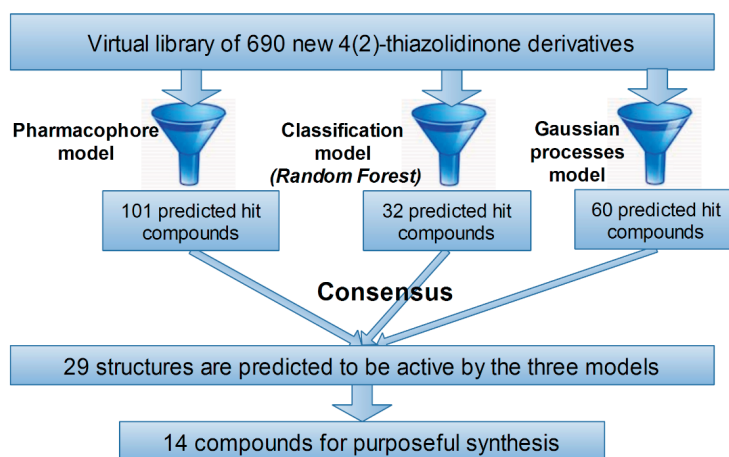 Virtual library of 690 new 4(2)-thiazolidinone derivatives
Pharmacophore
model
Classification
model
(Random Forest)
Gaussian
processes
model
101 predicted hit
compounds
32 predicted hit
compounds
60 predicted hit
compounds
Consensus
29 structures are predicted to be active by the three models
14 compounds for purposeful synthesis